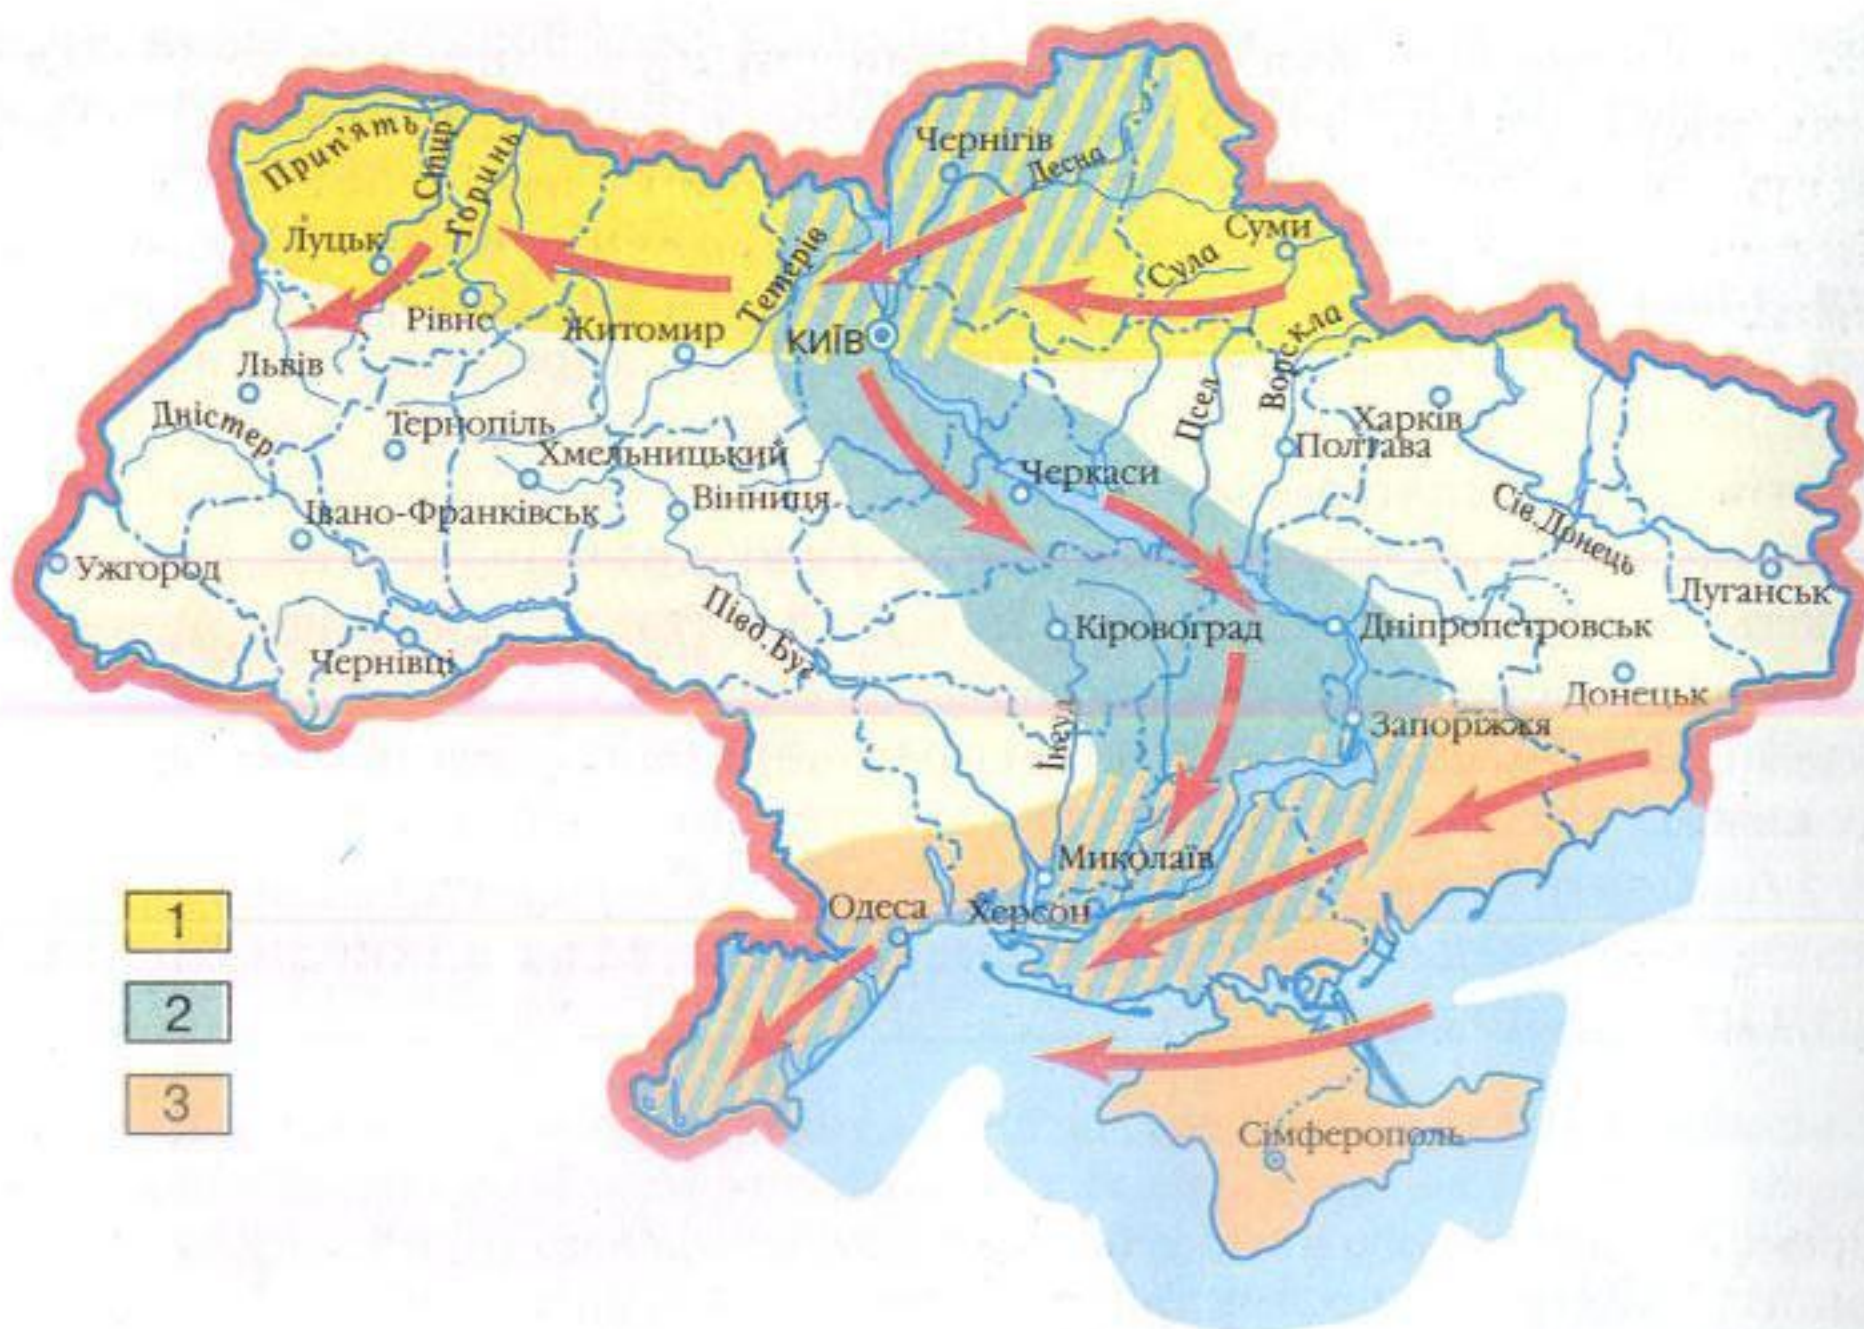 Прип'ять
Стир
Горинь
Чернігів
Десна
Луцьк
Суми
Сула
Тетерів
Рівне
Житомир
КИЇВ
Ворскла
Львів
Псел
Дністер
Тернопіль
Харків
Хмельницький
Полтава
Черкаси
Вінниця
Івано-Франківськ
Сів. Донець
Ужгород
Луганськ
Півд. Буг
Кіровоград
Дніпропетровськ
Чернівці
Донецьк
Інгул
Запоріжжя
Миколаїв
1
Одеса
Херсон
2
3
Сімферополь